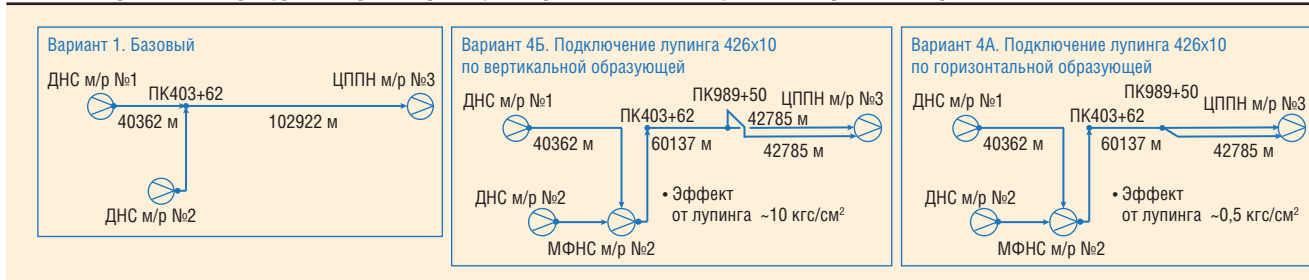 Вариант 1. Базовый
ДНС м/р №1
ПК403+62
ЦППН м/р №3
40362 м
102922 м
ДНС м/р №2
Вариант 4Б. Подключение лупинга 426х10
по вертикальной образующей
ДНС м/р №1
ПК989+50
ЦППН м/р №3
ПК403+62
42785 м
40362 м
60137 м
42785 м
ДНС м/р №2
• Эффект
от лупинга ~10 кгс/см²
МФНС м/р №2
Вариант 4А. Подключение лупинга 426х10
по горизонтальной образующей
ПК989+50
ДНС м/р №1
ЦППН м/р №3
ПК403+62
40362 м
60137 м
42785 м
ДНС м/р №2
• Эффект
от лупинга ~0,5 кгс/см²
МФНС м/р №2